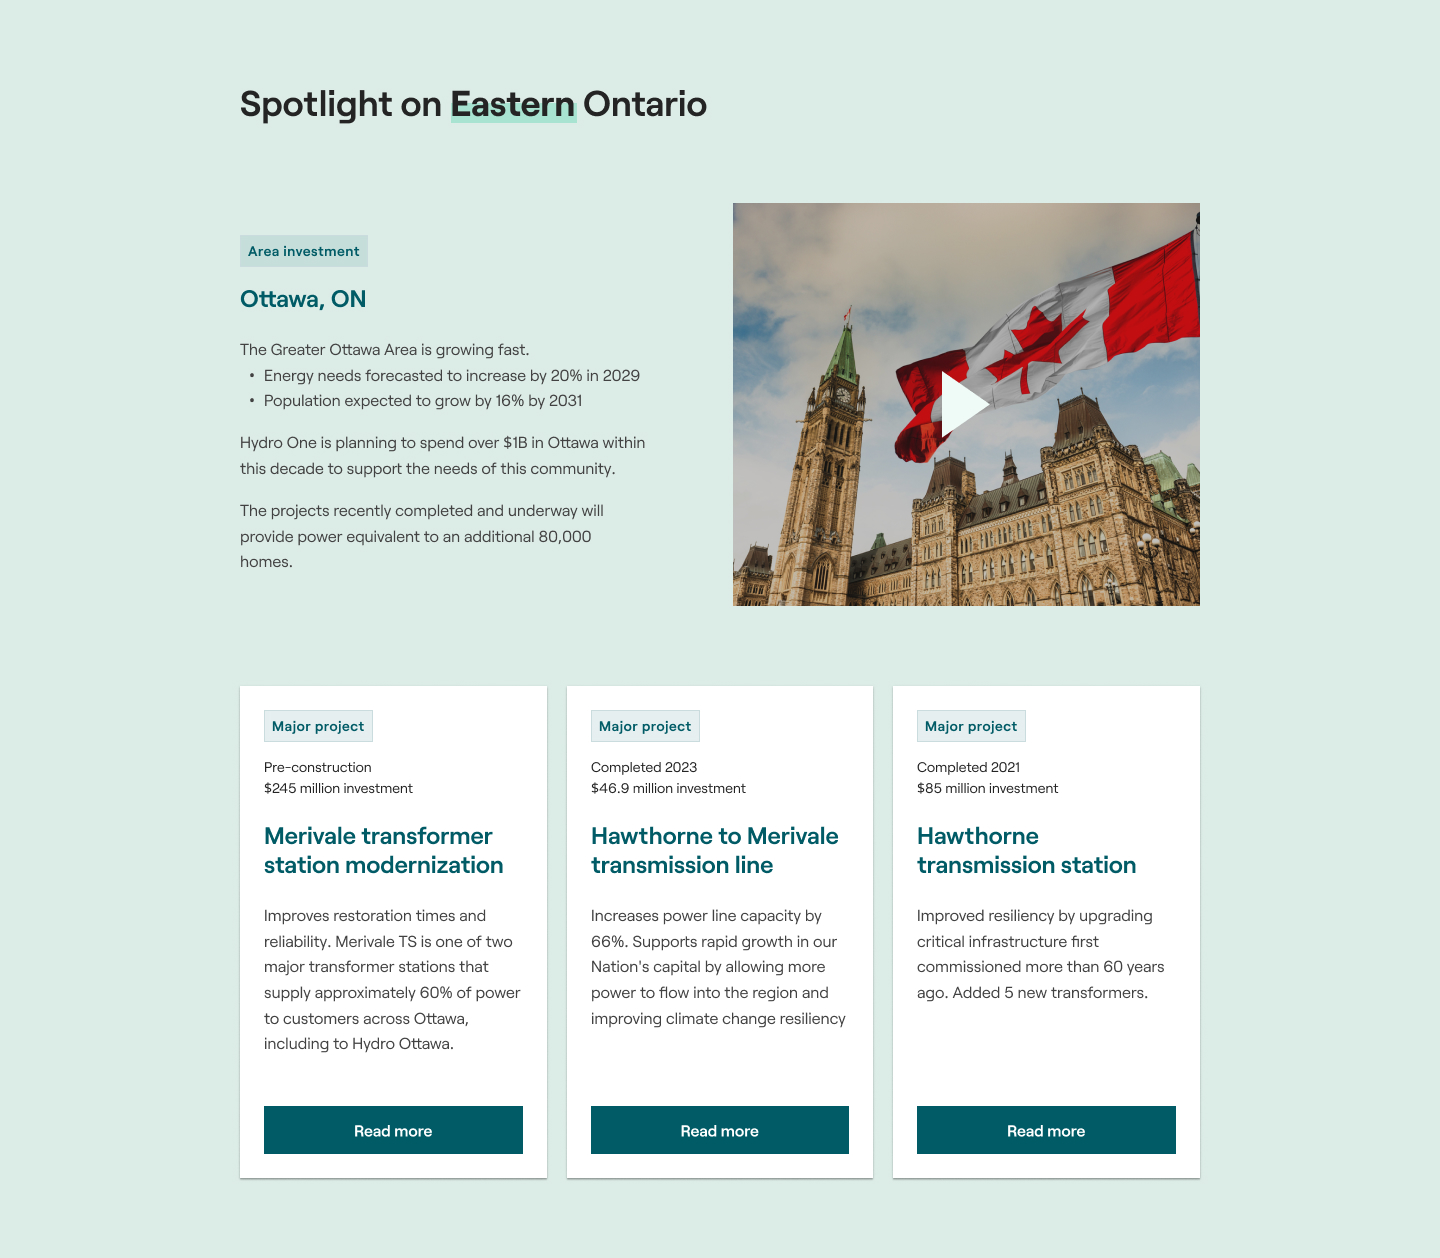 Spotlight on Eastern Ontario
Area investment
Ottawa, ON
The Greater Ottawa Area is growing fast.
• Energy needs forecasted to increase by 20% in 2029
• Population expected to grow by 16% by 2031
Hydro One is planning to spend over $1B in Ottawa within
this decade to support the needs of this community.
The projects recently completed and underway will
provide power equivalent to an additional 80,000
homes.
Major project
Pre-construction
$245 million investment
Merivale transformer
station modernization
Improves restoration times and
reliability. Merivale TS is one of two
major transformer stations that
supply approximately 60% of power
to customers across Ottawa,
including to Hydro Ottawa.
Read more
Major project
Completed 2023
$46.9 million investment
Hawthorne to Merivale
transmission line
Increases power line capacity by
66%. Supports rapid growth in our
Nation's capital by allowing more
power to flow into the region and
improving climate change resiliency
Read more
Major project
Completed 2021
$85 million investment
Hawthorne
transmission station
Improved resiliency by upgrading
critical infrastructure first
commissioned more than 60 years
ago. Added 5 new transformers.
Read more